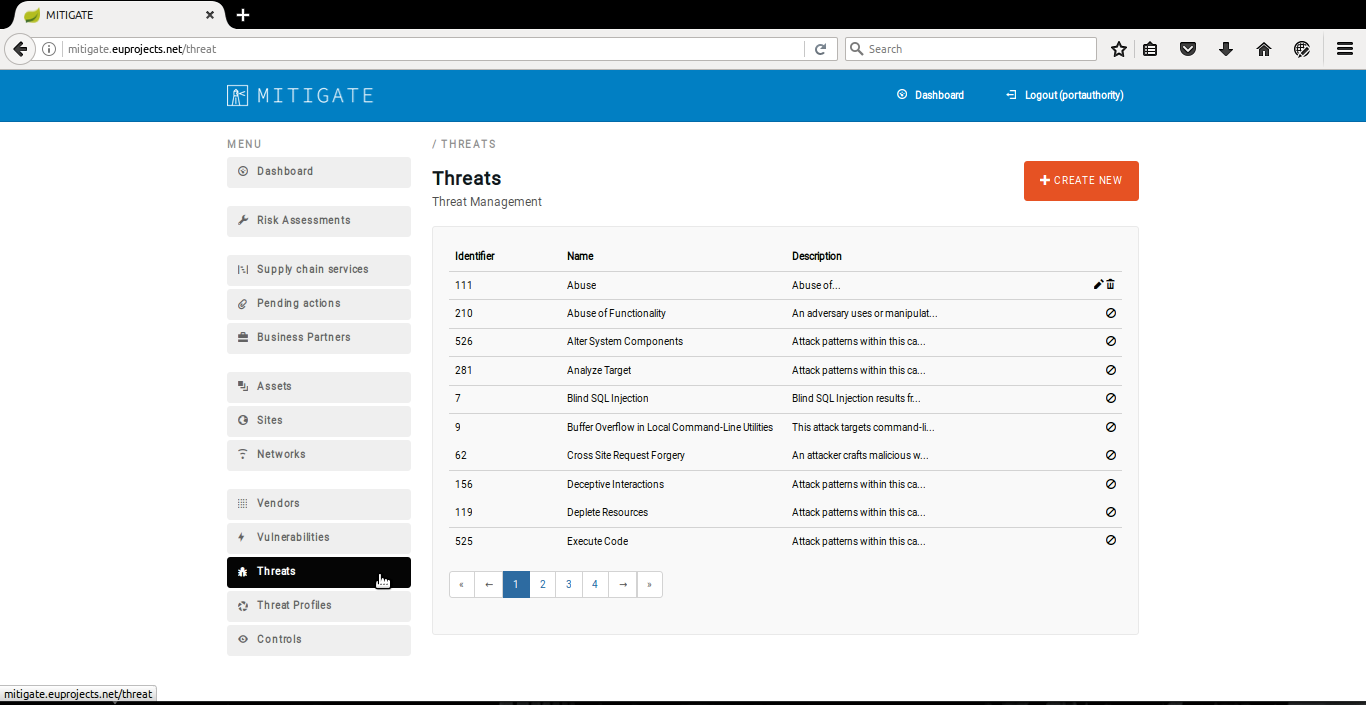 MITIGATE
mitigate.euprojects.net/threat
Search
MITIGATE
Dashboard
Logout (portauthority)
MENU
Dashboard
Risk Assessments
Supply chain services
Pending actions
Business Partners
Assets
Sites
Networks
Vendors
Vulnerabilities
Threats
Threat Profiles
Controls
/ THREATS
Threats
Threat Management
+ CREATE NEW
Identifier Name Description
111 Abuse Abuse of...
210 Abuse of Functionality An adversary uses or manipulat...
526 Alter System Components Attack patterns within this ca...
281 Analyze Target Attack patterns within this ca...
7 Blind SQL Injection Blind SQL Injection results fr...
9 Buffer Overflow in Local Command-Line Utilities This attack targets command-li...
62 Cross Site Request Forgery An attacker crafts malicious w...
156 Deceptive Interactions Attack patterns within this ca...
119 Deplete Resources Attack patterns within this ca...
525 Execute Code Attack patterns within this ca...
« ← 1 2 3 4 → »
mitigate.euprojects.net/threat